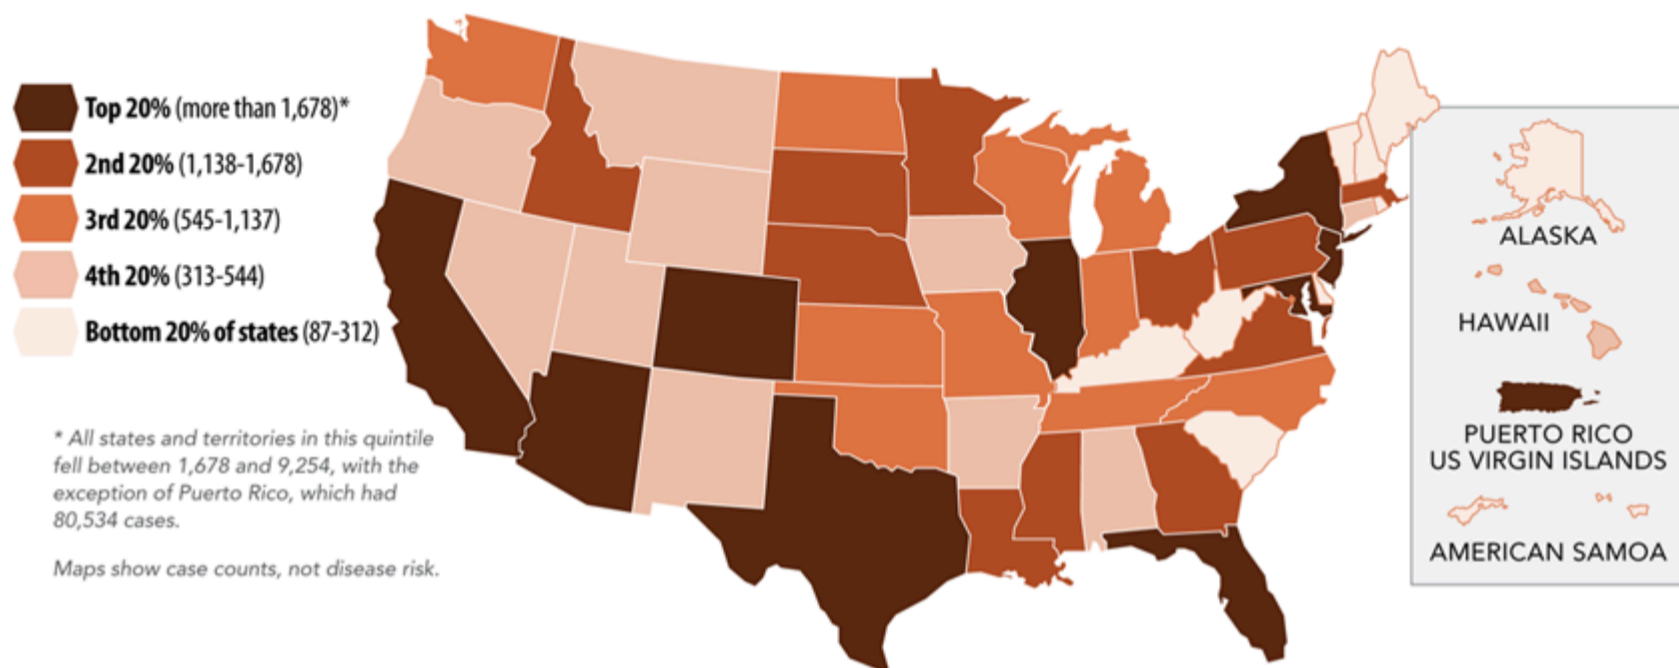 Top 20% (more than 1,678)*
2nd 20% (1,138-1,678)
3rd 20% (545-1,137)
4th 20% (313-544)
Bottom 20% of states (87-312)
* All states and territories in this quintile
fell between 1,678 and 9,254, with the
exception of Puerto Rico, which had
80,534 cases.
Maps show case counts, not disease risk.
ALASKA
HAWAII
PUERTO RICO
US VIRGIN ISLANDS
AMERICAN SAMOA